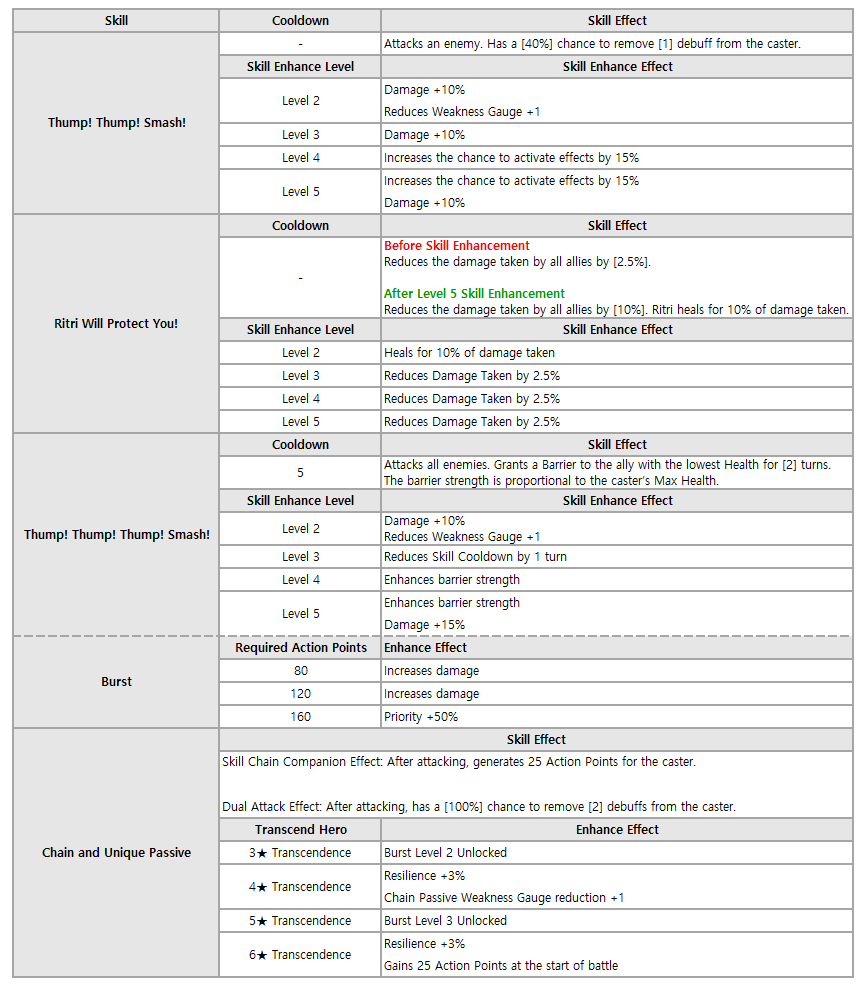 Skill Cooldown Skill Effect
Thump! Thump! Smash!
- Attacks an enemy. Has a [40%] chance to remove [1] debuff from the caster.
Skill Enhance Level Skill Enhance Effect
Level 2
Damage +10%
Reduces Weakness Gauge +1
Level 3 Damage +10%
Level 4 Increases the chance to activate effects by 15%
Level 5
Increases the chance to activate effects by 15%
Damage +10%
Ritri Will Protect You!
Cooldown Skill Effect
-
Before Skill Enhancement
Reduces the damage taken by all allies by [2.5%].
After Level 5 Skill Enhancement
Reduces the damage taken by all allies by [10%]. Ritri heals for 10% of damage taken.
Skill Enhance Level Skill Enhance Effect
Level 2 Heals for 10% of damage taken
Level 3 Reduces Damage Taken by 2.5%
Level 4 Reduces Damage Taken by 2.5%
Level 5 Reduces Damage Taken by 2.5%
Thump! Thump! Thump! Smash!
Cooldown Skill Effect
5
Attacks all enemies. Grants a Barrier to the ally with the lowest Health for [2] turns.
The barrier strength is proportional to the caster's Max Health.
Skill Enhance Level Skill Enhance Effect
Level 2
Damage +10%
Reduces Weakness Gauge +1
Level 3 Reduces Skill Cooldown by 1 turn
Level 4 Enhances barrier strength
Level 5
Enhances barrier strength
Damage +15%
Burst
Required Action Points Enhance Effect
80 Increases damage
120 Increases damage
160 Priority +50%
Chain and Unique Passive
Skill Effect
Skill Chain Companion Effect: After attacking, generates 25 Action Points for the caster.
Dual Attack Effect: After attacking, has a [100%] chance to remove [2] debuffs from the caster.
Transcend Hero Enhance Effect
3★ Transcendence Burst Level 2 Unlocked
4★ Transcendence
Resilience +3%
Chain Passive Weakness Gauge reduction +1
5★ Transcendence Burst Level 3 Unlocked
6★ Transcendence
Resilience +3%
Gains 25 Action Points at the start of battle